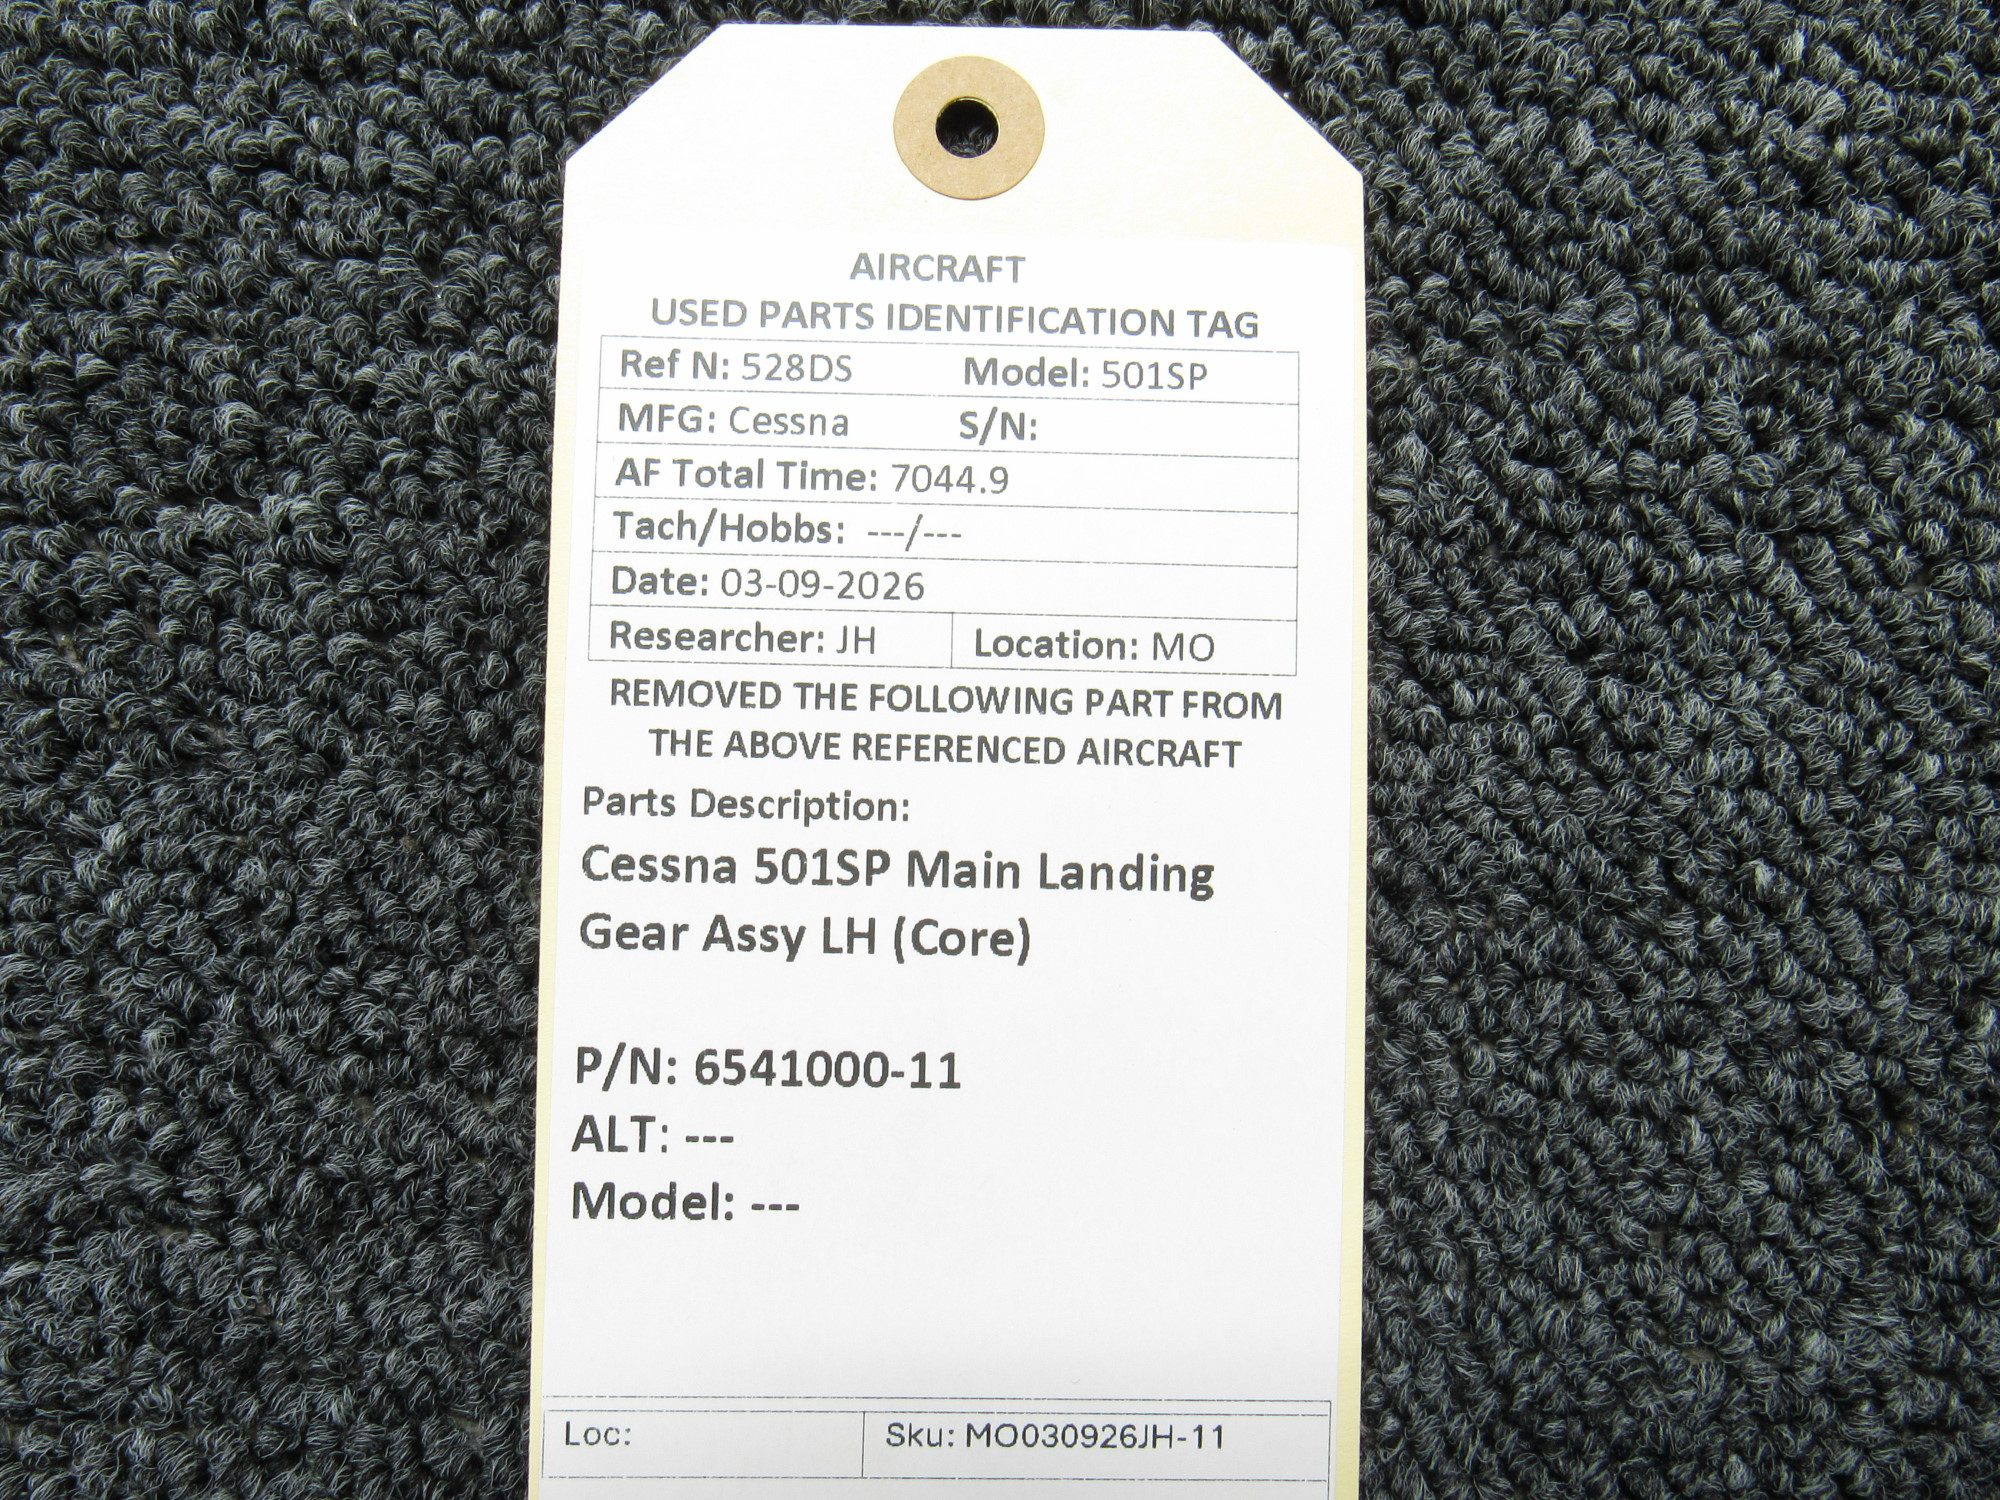 AIRCRAFT
USED PARTS IDENTIFICATION TAG
Ref N: 528DS Model: 501SP
MFG: Cessna S/N:
AF Total Time: 7044.9
Tach/Hobbs: ---/---
Date: 03-09-2026
Researcher: JH Location: MO
REMOVED THE FOLLOWING PART FROM
THE ABOVE REFERENCED AIRCRAFT
Parts Description:
Cessna 501SP Main Landing
Gear Assy LH (Core)
P/N: 6541000-11
ALT: ---
Model: ---
Loc: Sku: MO030926JH-11